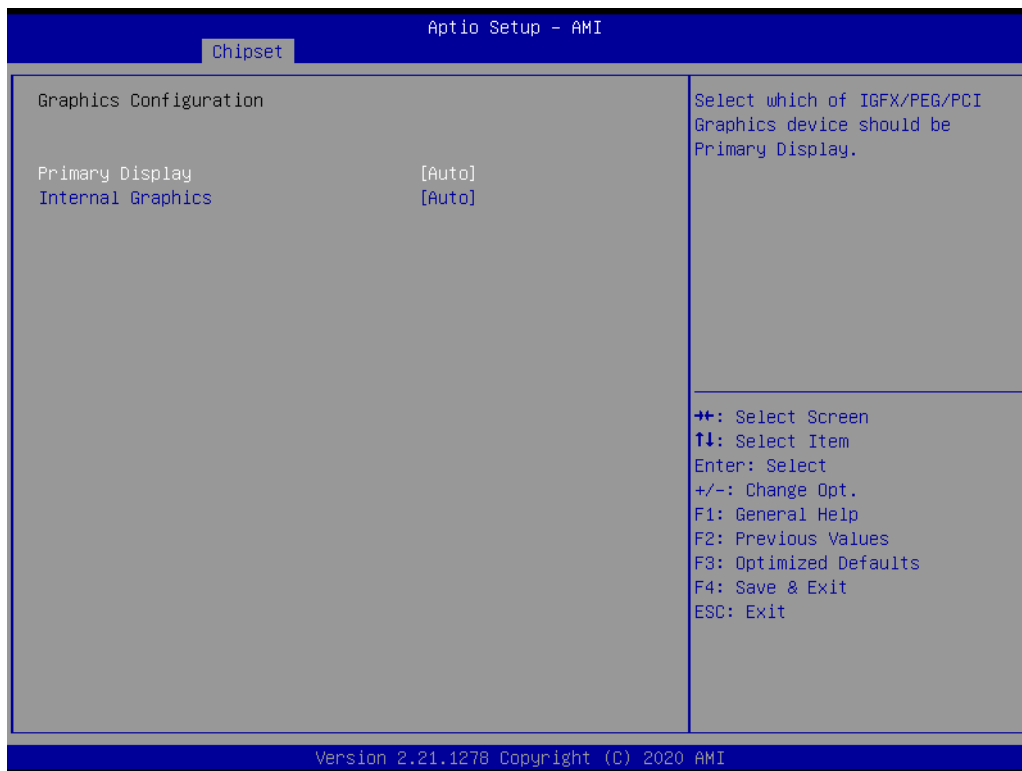 Aptio Setup – AMI
Chipset
Graphics Configuration
Primary Display [Auto]
Internal Graphics [Auto]
Select which of IGFX/PEG/PCI
Graphics device should be
Primary Display.
→←: Select Screen
↑↓: Select Item
Enter: Select
+/-: Change Opt.
F1: General Help
F2: Previous Values
F3: Optimized Defaults
F4: Save & Exit
ESC: Exit
Version 2.21.1278 Copyright (C) 2020 AMI